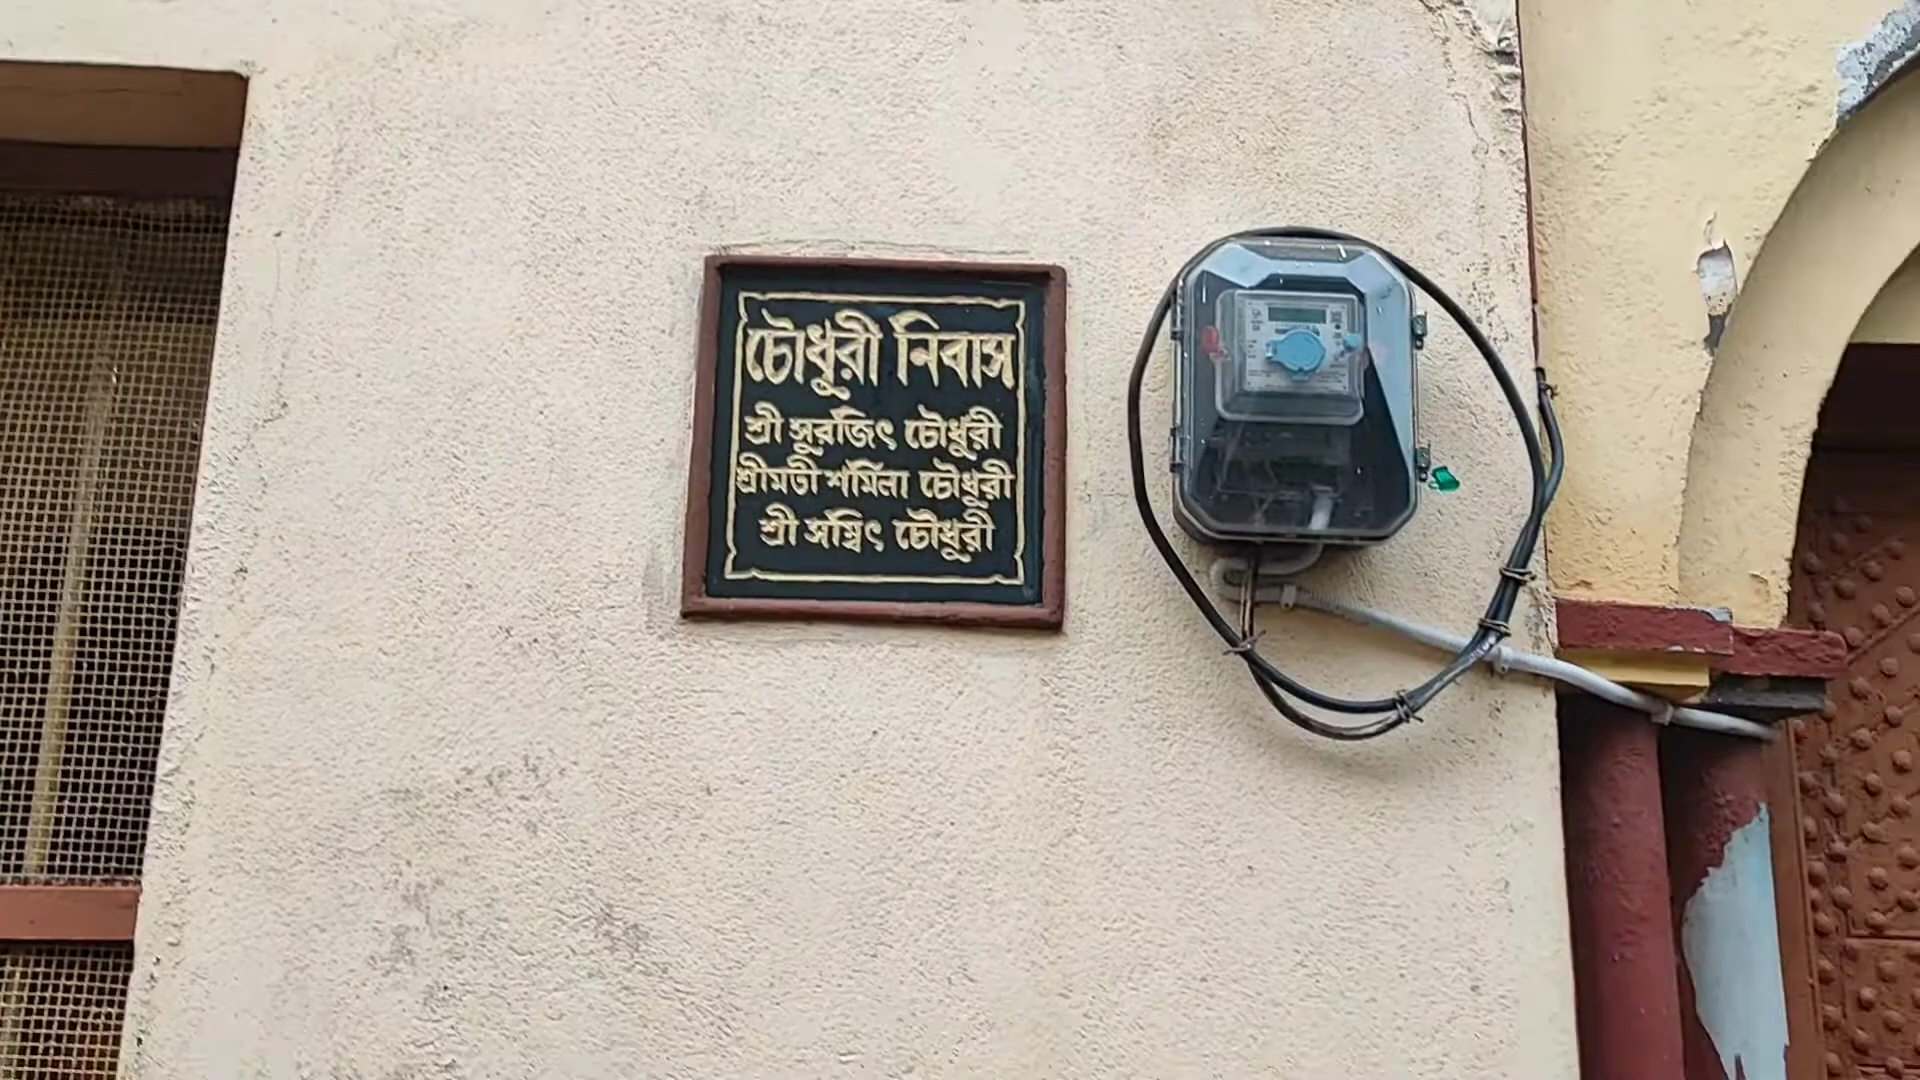 চৌধুরী নিবাস
শ্রী সুরজিৎ চৌধুরী
শ্রীমতী শর্মিলা চৌধুরী
শ্রী সম্বিৎ চৌধুরী